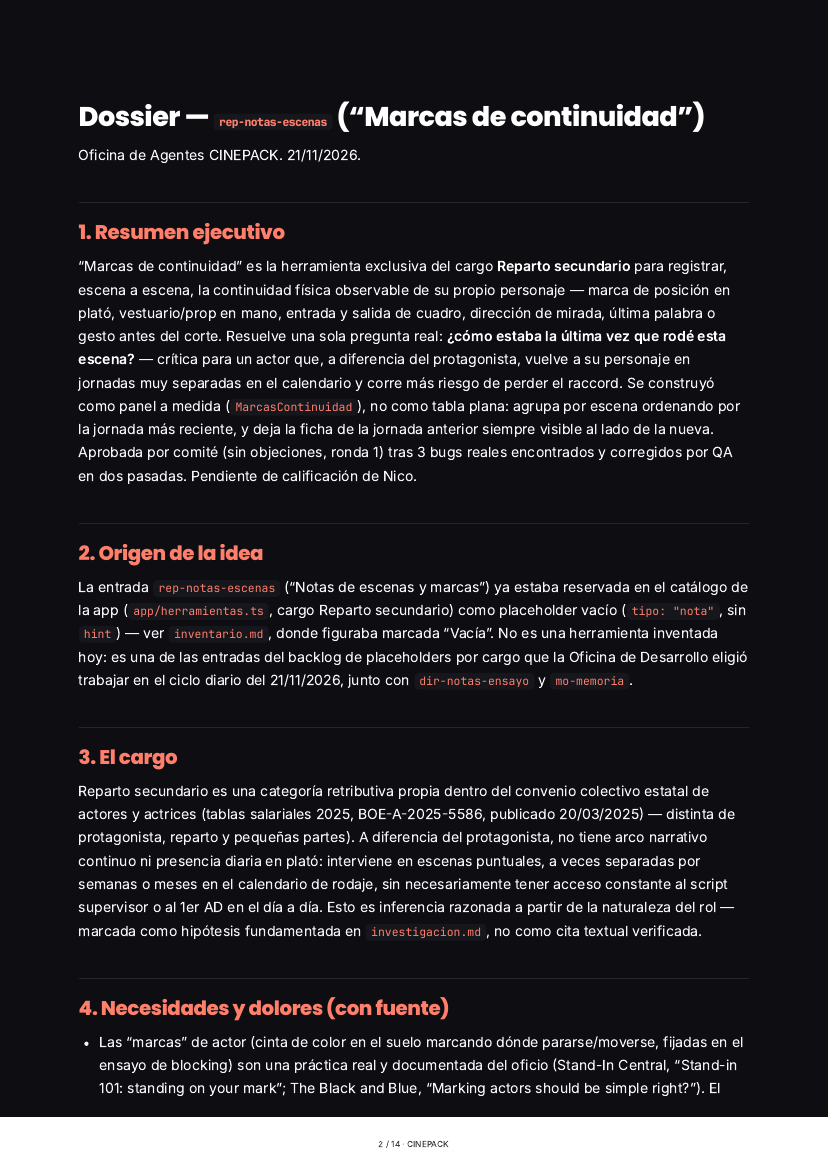 Dossier — rep-notas-escenas (“Marcas de continuidad”)
Oficina de Agentes CINEPACK. 21/11/2026.
1. Resumen ejecutivo
“Marcas de continuidad” es la herramienta exclusiva del cargo Reparto secundario para registrar,
escena a escena, la continuidad física observable de su propio personaje — marca de posición en
plató, vestuario/prop en mano, entrada y salida de cuadro, dirección de mirada, última palabra o
gesto antes del corte. Resuelve una sola pregunta real: ¿cómo estaba la última vez que rodé esta
escena? — crítica para un actor que, a diferencia del protagonista, vuelve a su personaje en
jornadas muy separadas en el calendario y corre más riesgo de perder el raccord. Se construyó
como panel a medida ( MarcasContinuidad ), no como tabla plana: agrupa por escena ordenando por
la jornada más reciente, y deja la ficha de la jornada anterior siempre visible al lado de la nueva.
Aprobada por comité (sin objeciones, ronda 1) tras 3 bugs reales encontrados y corregidos por QA
en dos pasadas. Pendiente de calificación de Nico.
2. Origen de la idea
La entrada rep-notas-escenas (“Notas de escenas y marcas”) ya estaba reservada en el catálogo de
la app ( app/herramientas.ts , cargo Reparto secundario) como placeholder vacío ( tipo: "nota" , sin
hint ) — ver inventario.md , donde figuraba marcada “Vacía”. No es una herramienta inventada
hoy: es una de las entradas del backlog de placeholders por cargo que la Oficina de Desarrollo eligió
trabajar en el ciclo diario del 21/11/2026, junto con dir-notas-ensayo y mo-memoria .
3. El cargo
Reparto secundario es una categoría retributiva propia dentro del convenio colectivo estatal de
actores y actrices (tablas salariales 2025, BOE-A-2025-5586, publicado 20/03/2025) — distinta de
protagonista, reparto y pequeñas partes). A diferencia del protagonista, no tiene arco narrativo
continuo ni presencia diaria en plató: interviene en escenas puntuales, a veces separadas por
semanas o meses en el calendario de rodaje, sin necesariamente tener acceso constante al script
supervisor o al 1er AD en el día a día. Esto es inferencia razonada a partir de la naturaleza del rol —
marcada como hipótesis fundamentada en investigacion.md , no como cita textual verificada.
4. Necesidades y dolores (con fuente)
• Las “marcas” de actor (cinta de color en el suelo marcando dónde pararse/moverse, fijadas en el
ensayo de blocking) son una práctica real y documentada del oficio (Stand-In Central, “Stand-in
101: standing on your mark”; The Black and Blue, “Marking actors should be simple right?”). El
2 / 14 · CINEPACK